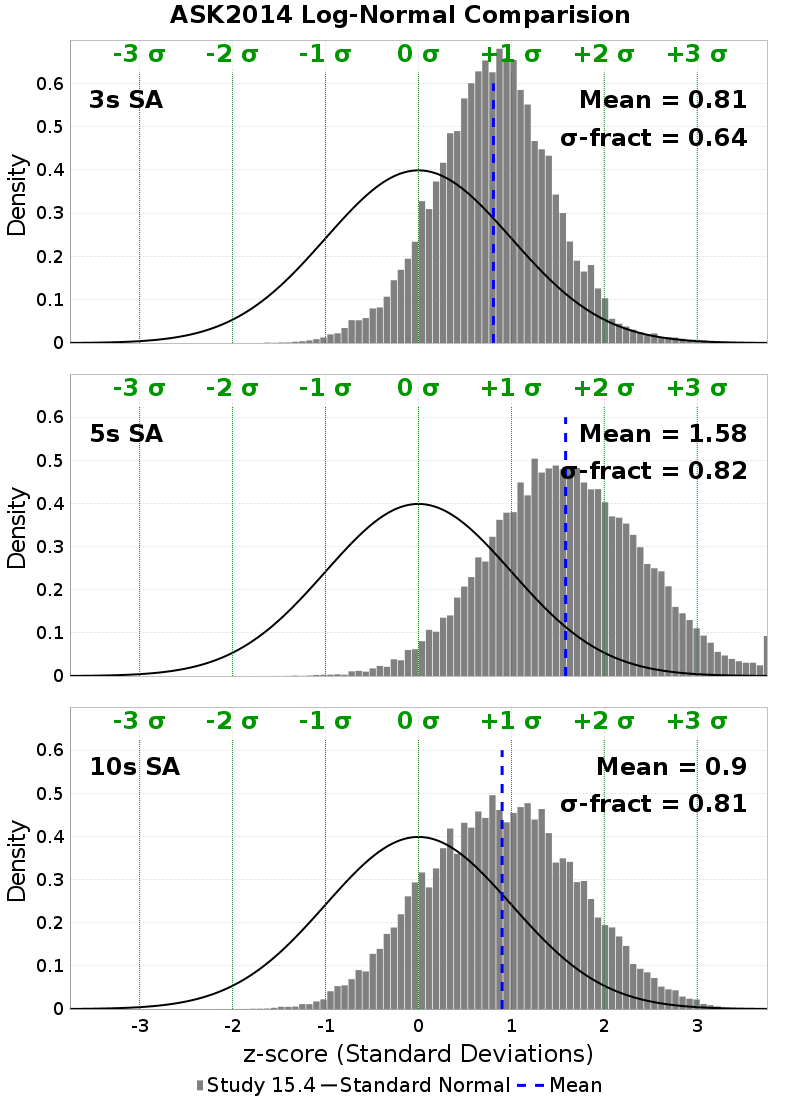 ASK2014 Log-Normal Comparision
-3 σ -2 σ -1 σ 0 σ +1 σ +2 σ +3 σ
3s SA
Mean = 0.81
σ-fract = 0.64
Density
0.6
0.5
0.4
0.3
0.2
0.1
0
-3 σ -2 σ -1 σ 0 σ +1 σ +2 σ +3 σ
5s SA
Mean = 1.58
σ-fract = 0.82
Density
0.6
0.5
0.4
0.3
0.2
0.1
0
-3 σ -2 σ -1 σ 0 σ +1 σ +2 σ +3 σ
10s SA
Mean = 0.9
σ-fract = 0.81
Density
0.6
0.5
0.4
0.3
0.2
0.1
0
-3 -2 -1 0 1 2 3
z-score (Standard Deviations)
Study 15.4 Standard Normal Mean